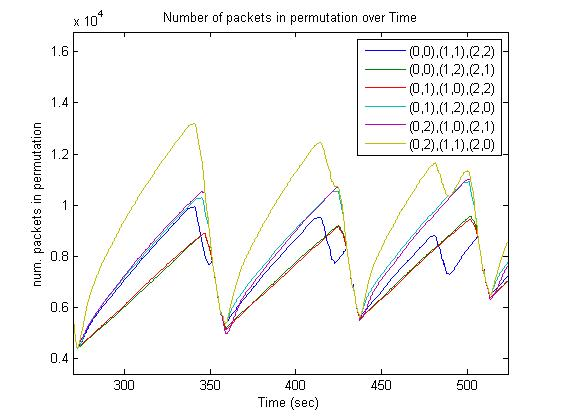 Number of packets in permutation over Time
x 10^4
1.6
1.4
1.2
1
0.8
0.6
0.4
num. packets in permutation
(0,0),(1,1),(2,2)
(0,0),(1,2),(2,1)
(0,1),(1,0),(2,2)
(0,1),(1,2),(2,0)
(0,2),(1,0),(2,1)
(0,2),(1,1),(2,0)
300 350 400 450 500
Time (sec)